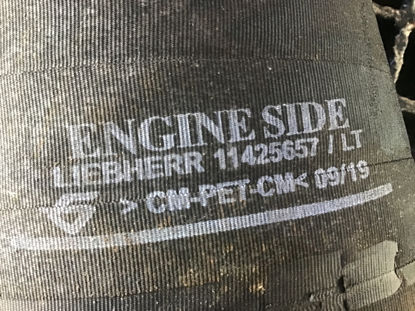 ENGINE SIDE
LIEBHERR 11425657 / LT
> CM-PET-CM< 09/19